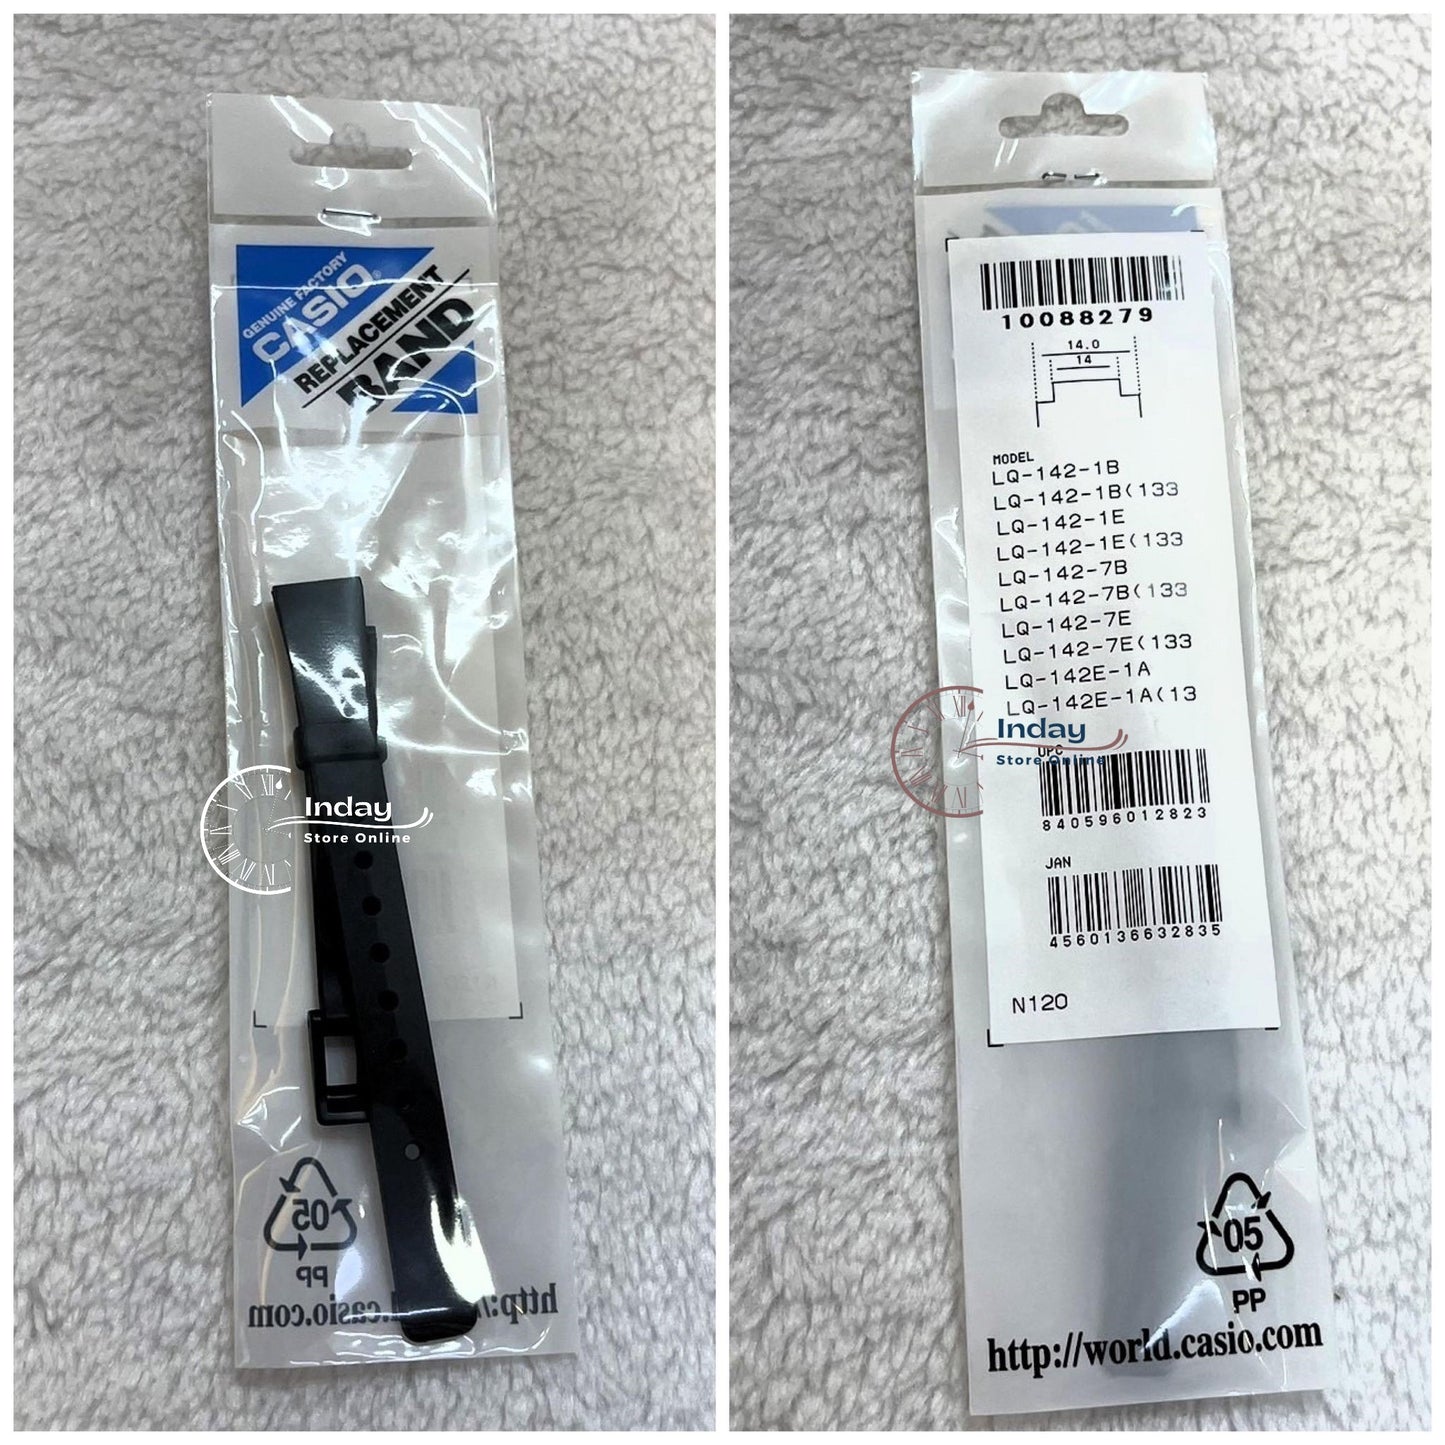 GENUINE FACTORY
CASIO®
REPLACEMENT
BAND
Inday
Store Online
05
PP
http://world.casio.com
10088279
14.0
14
MODEL
LQ-142-1B
LQ-142-1B(133
LQ-142-1E
LQ-142-1E(133
LQ-142-7B
LQ-142-7B(133
LQ-142-7E
LQ-142-7E(133
LQ-142E-1A
LQ-142E-1A(13
Inday
Store Online
UPC
840596012823
JAN
4560136632835
N120
05
PP
http://world.casio.com